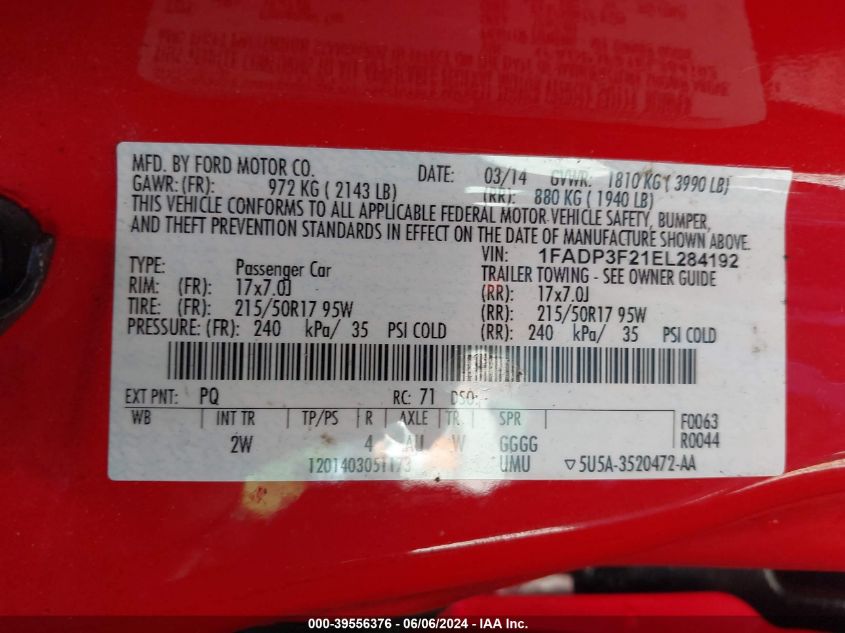 MFD. BY FORD MOTOR CO. DATE: 03/14 GVWR: 1810 KG ( 3990 LB)
GAWR: (FR): 972 KG ( 2143 LB) (RR): 880 KG ( 1940 LB)
THIS VEHICLE CONFORMS TO ALL APPLICABLE FEDERAL MOTOR VEHICLE SAFETY, BUMPER,
AND THEFT PREVENTION STANDARDS IN EFFECT ON THE DATE OF MANUFACTURE SHOWN ABOVE.
VIN: 1FADP3F21EL284192
TYPE: Passenger Car TRAILER TOWING - SEE OWNER GUIDE
RIM: (FR): 17x7.0J (RR): 17x7.0J
TIRE: (FR): 215/50R17 95W (RR): 215/50R17 95W
PRESSURE: (FR): 240 kPa/ 35 PSI COLD (RR): 240 kPa/ 35 PSI COLD
EXT PNT: PQ RC: 71 DSO: -
WB INT TR TP/PS R AXLE TR SPR F0063
2W 4 AU W GGGG R0044
1201403051173 UMU ▽5U5A-3520472-AA
000-39556376 - 06/06/2024 - IAA Inc.